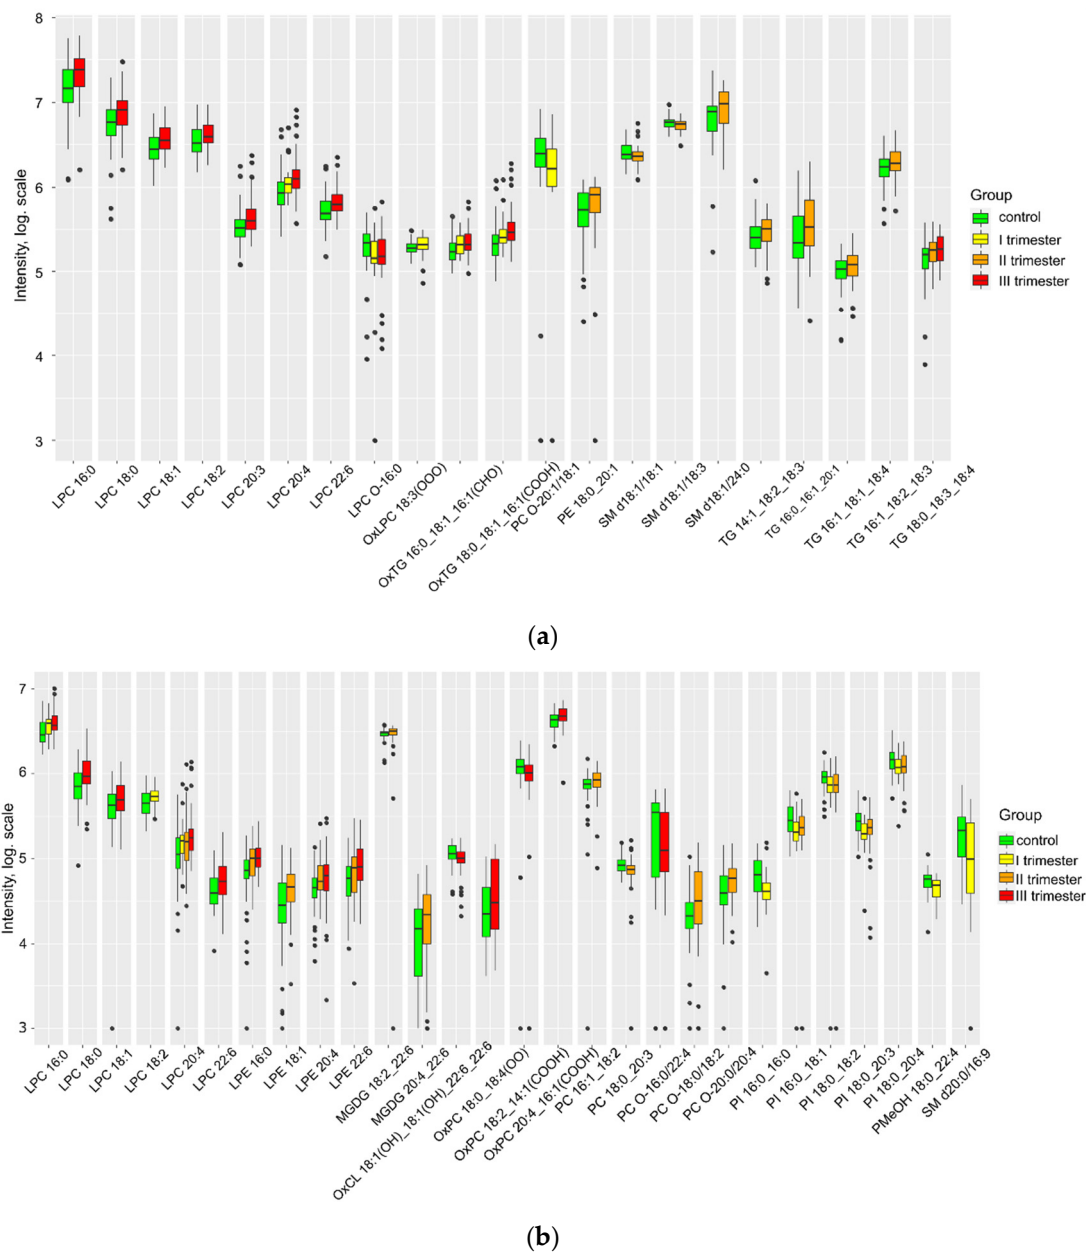 8
7
6
5
4
3
Intensity, log. scale
LPC 16:0
LPC 18:0
LPC 18:1
LPC 18:2
LPC 20:3
LPC 20:4
LPC 22:6
LPC O-16:0
OxLPC 18:3(OOO)
OxTG 16:0_18:1_16:1(CHO)
OxTG 18:0_18:1_16:1(COOH)
PC O-20:1/18:1
PE 18:0_20:1
SM d18:1/18:1
SM d18:1/18:3
SM d18:1/24:0
TG 14:1_18:2_18:3
TG 16:0_16:1_20:1
TG 16:1_18:1_18:4
TG 16:1_18:2_18:3
TG 18:0_18:3_18:4
Group
control
I trimester
II trimester
III trimester
(a)
7
6
5
4
3
Intensity, log. scale
LPC 16:0
LPC 18:0
LPC 18:1
LPC 18:2
LPC 20:4
LPC 22:6
LPE 16:0
LPE 18:1
LPE 20:4
LPE 22:6
MGDG 18:2_22:6
MGDG 20:4_22:6
OxCL 18:1(OH)_18:1(OH)_22:6_22:6
OxPC 18:0_18:4(OO)
OxPC 18:2_14:1(COOH)
OxPC 20:4_16:1(COOH)
PC 16:1_18:2
PC 18:0_20:3
PC O-16:0/22:4
PC O-18:0/18:2
PC O-20:0/20:4
PI 16:0_16:0
PI 16:0_18:1
PI 18:0_18:2
PI 18:0_20:3
PI 18:0_20:4
PMeOH 18:0_22:4
SM d20:0/16:9
Group
control
I trimester
II trimester
III trimester
(b)